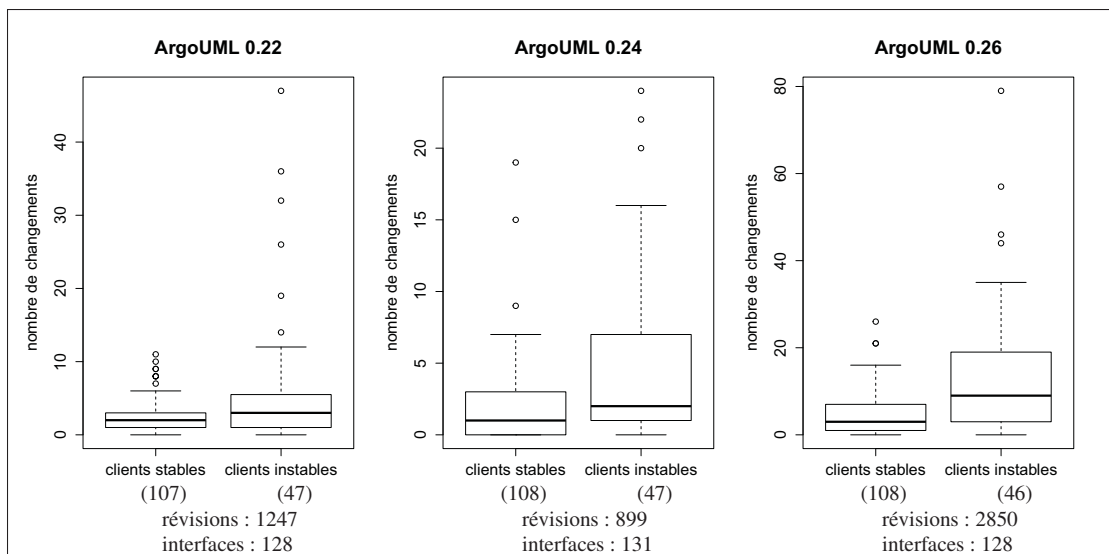 ArgoUML 0.22
nombre de changements
0
10
20
30
40
clients stables
clients instables
(107)
(47)
révisions : 1247
interfaces : 128
ArgoUML 0.24
nombre de changements
0
5
10
15
20
clients stables
clients instables
(108)
(47)
révisions : 899
interfaces : 131
ArgoUML 0.26
nombre de changements
0
20
40
60
80
clients stables
clients instables
(108)
(46)
révisions : 2850
interfaces : 128